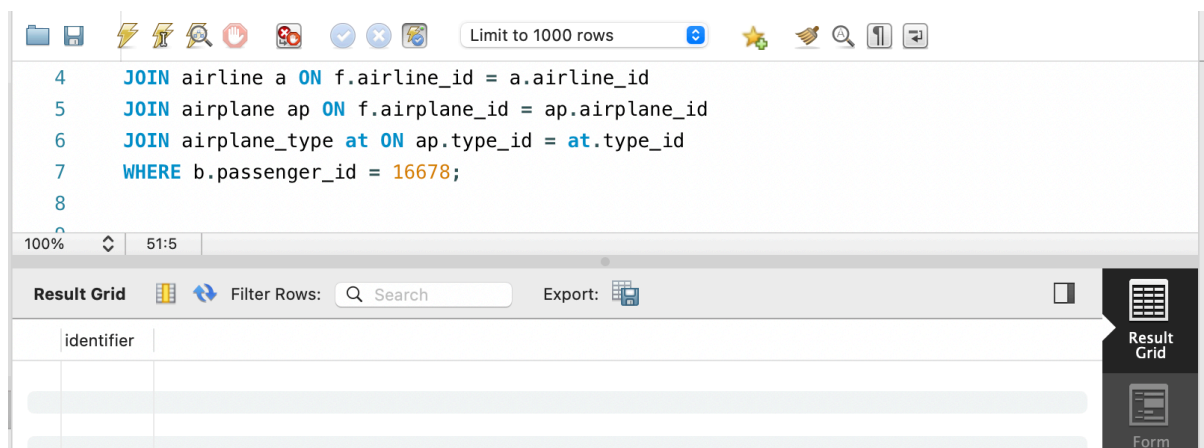 Limit to 1000 rows
4 JOIN airline a ON f.airline_id = a.airline_id
5 JOIN airplane ap ON f.airplane_id = ap.airplane_id
6 JOIN airplane_type at ON ap.type_id = at.type_id
7 WHERE b.passenger_id = 16678;
8
100% 51:5
Result Grid Filter Rows: Search Export:
identifier
Result
Grid
Form